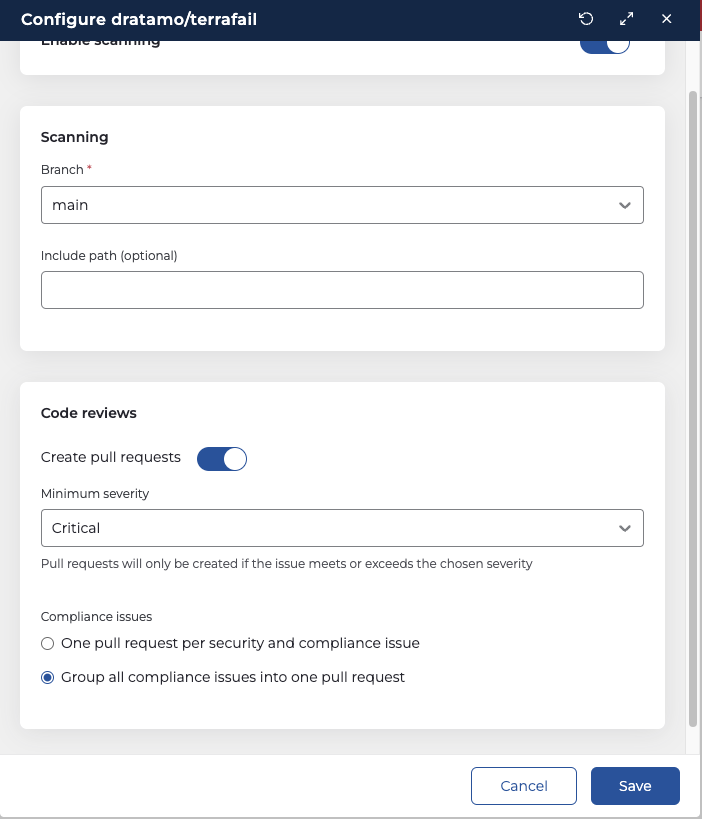 Configure dratamo/terrafail
Enable scanning
Scanning
Branch *
main
Include path (optional)
Code reviews
Create pull requests
Minimum severity
Critical
Pull requests will only be created if the issue meets or exceeds the chosen severity
Compliance issues
One pull request per security and compliance issue
Group all compliance issues into one pull request
Cancel
Save